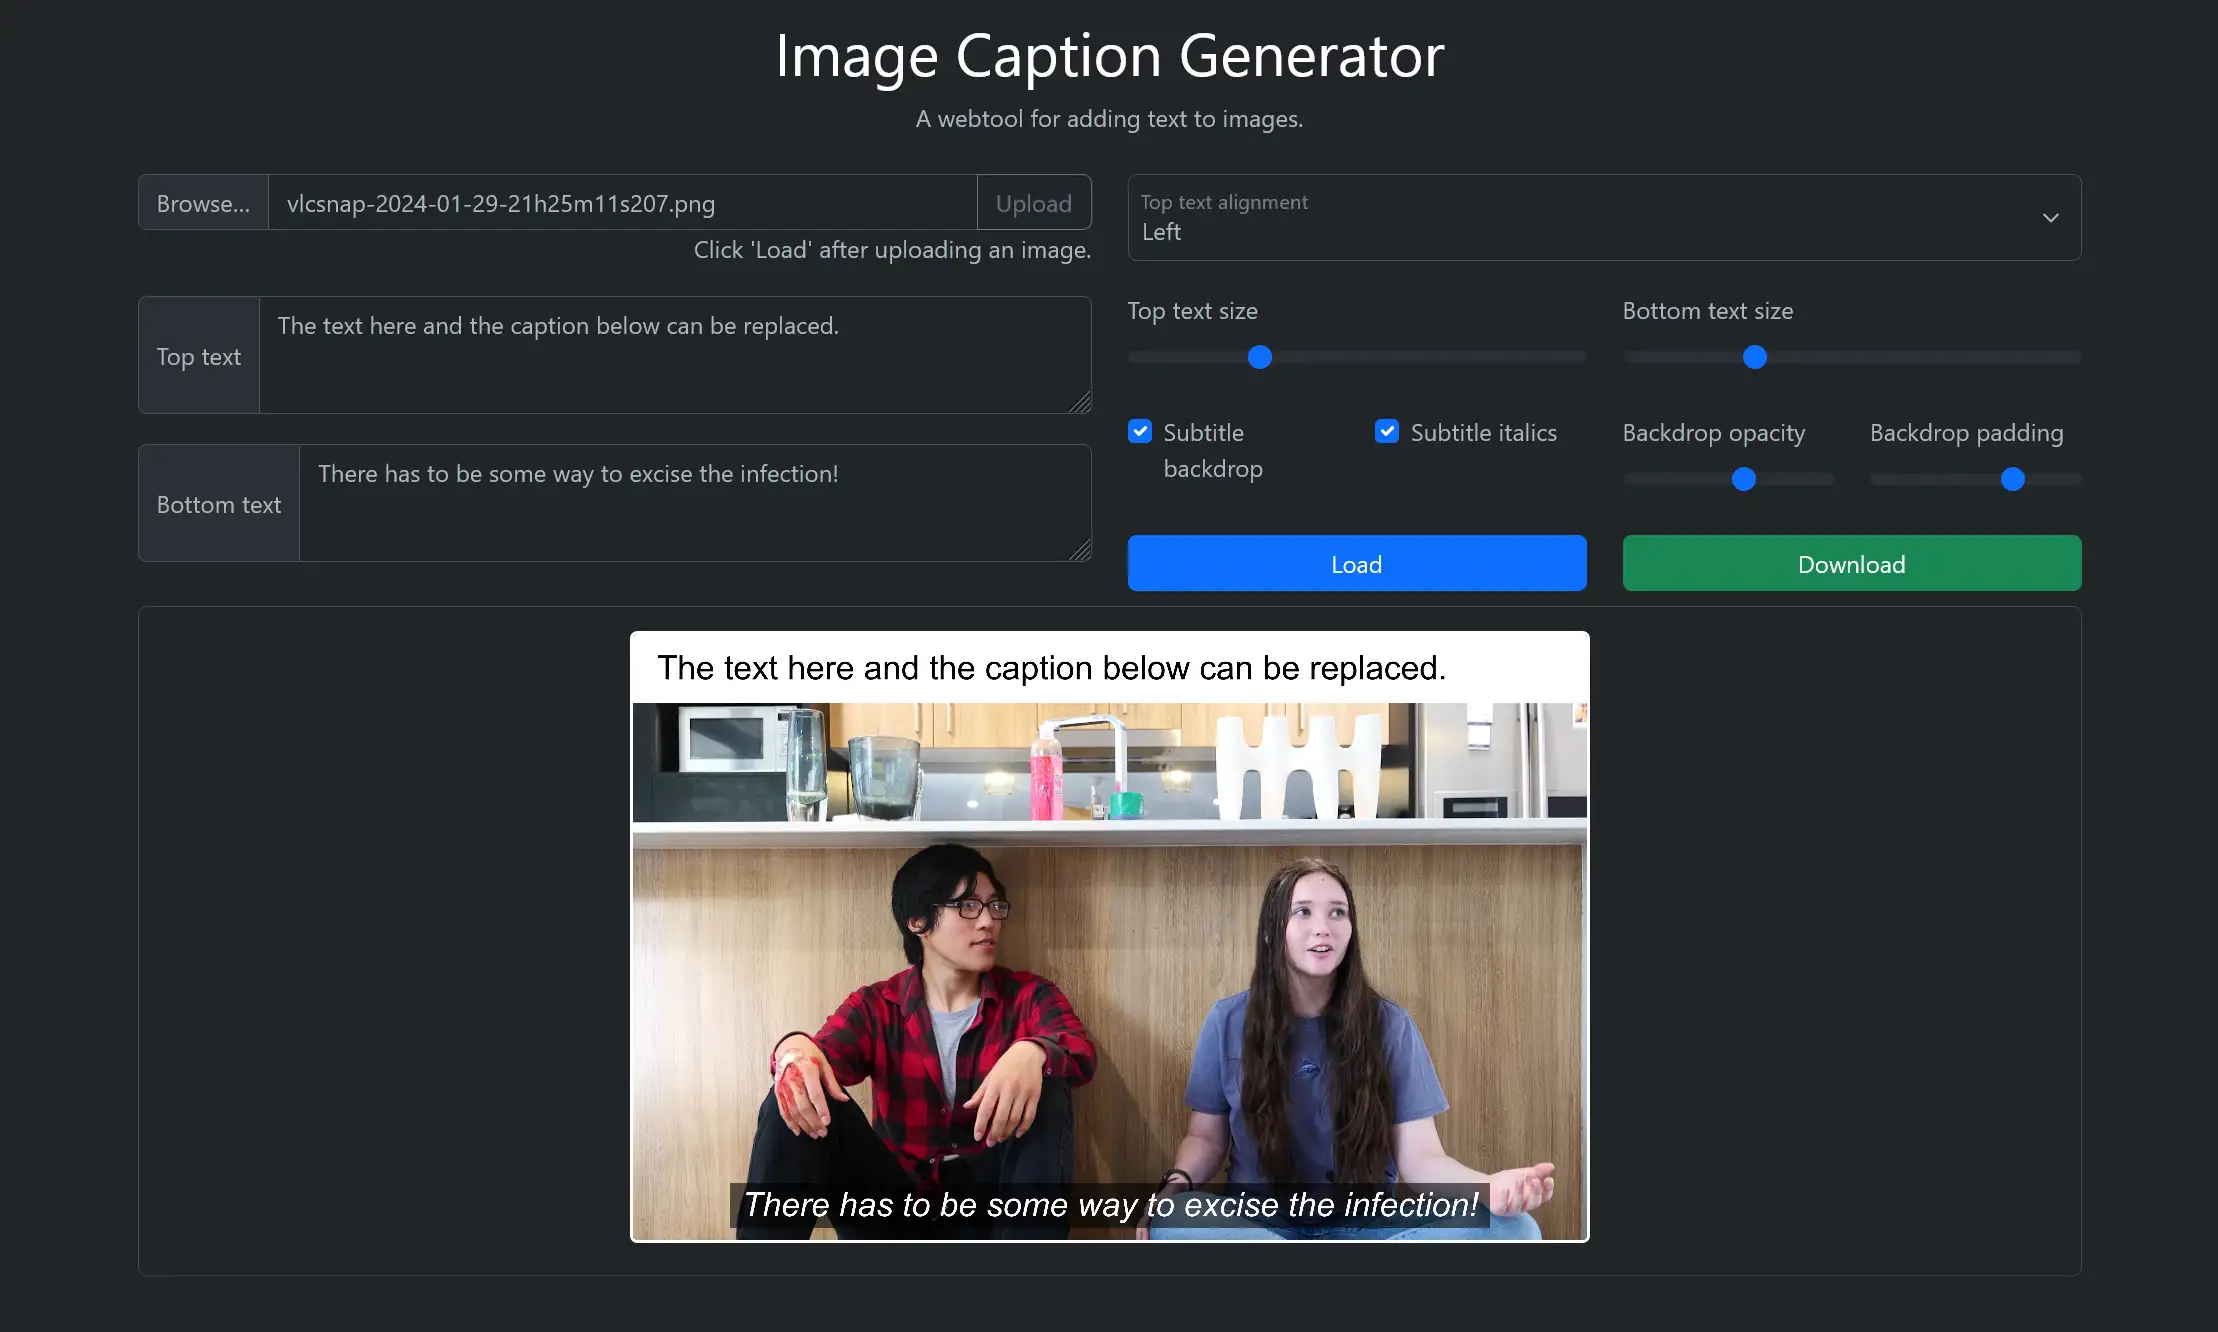 Image Caption Generator
A webtool for adding text to images.
Browse... vlcsnap-2024-01-29-21h25m11s207.png Upload
Click 'Load' after uploading an image.
Top text alignment
Left
Top text
The text here and the caption below can be replaced.
Top text size
Bottom text size
Bottom text
There has to be some way to excise the infection!
Subtitle
backdrop
Subtitle italics
Backdrop opacity
Backdrop padding
Load
Download
The text here and the caption below can be replaced.
There has to be some way to excise the infection!